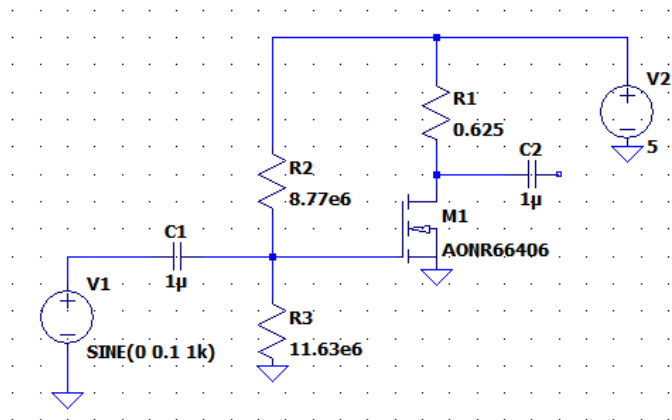 V2
R1
0.625
C2
5
R2
8.77e6
1µ
M1
C1
AONR66406
V1
1µ
R3
SINE(0 0.1 1k)
11.63e6
+
−
+
−